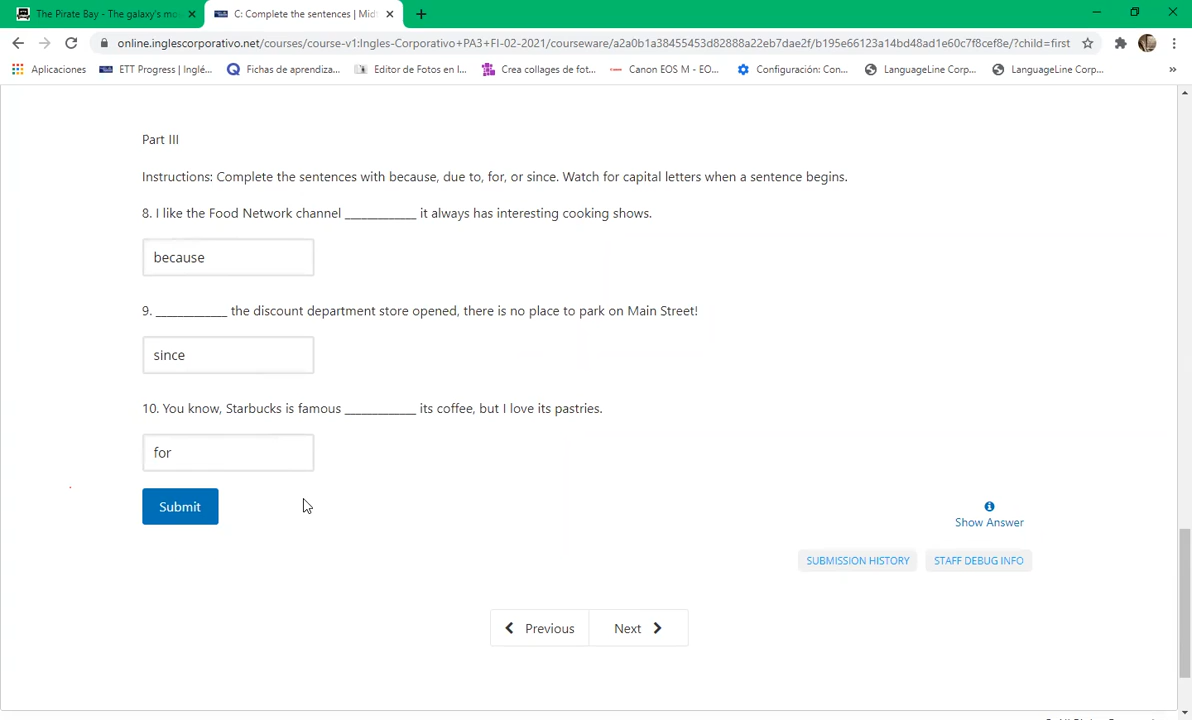 The Pirate Bay - The galaxy's mo
C: Complete the sentences | Mid
online.inglescorporativo.net/courses/course-v1:Ingles-Corporativo+PA3+FI-02-2021/courseware/a2a0b1a38455453d82888a22eb7dae2f/b195e66123a14bd48ad1e60c7f8cef8e/?child=first
Aplicaciones ETT Progress | Inglé... Fichas de aprendiza... Editor de Fotos en l... Crea collages de fot... Canon EOS M - EO... Configuración: Con... LanguageLine Corp... LanguageLine Corp... »
Part III
Instructions: Complete the sentences with because, due to, for, or since. Watch for capital letters when a sentence begins.
8. I like the Food Network channel ____________ it always has interesting cooking shows.
because
9. ____________ the discount department store opened, there is no place to park on Main Street!
since
10. You know, Starbucks is famous ____________ its coffee, but I love its pastries.
for
Submit
Show Answer
SUBMISSION HISTORY STAFF DEBUG INFO
Previous Next